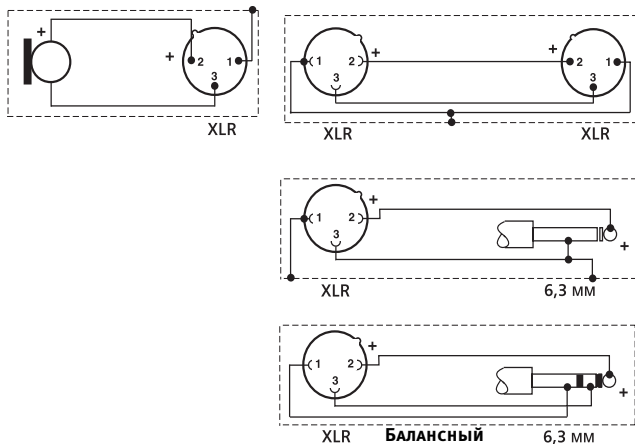 + + 2 1 3
XLR
1 2 + 3 + 2 1 3
XLR XLR
1 2 + 3 +
XLR 6,3 мм
1 2 + 3 +
XLR Балансный 6,3 мм